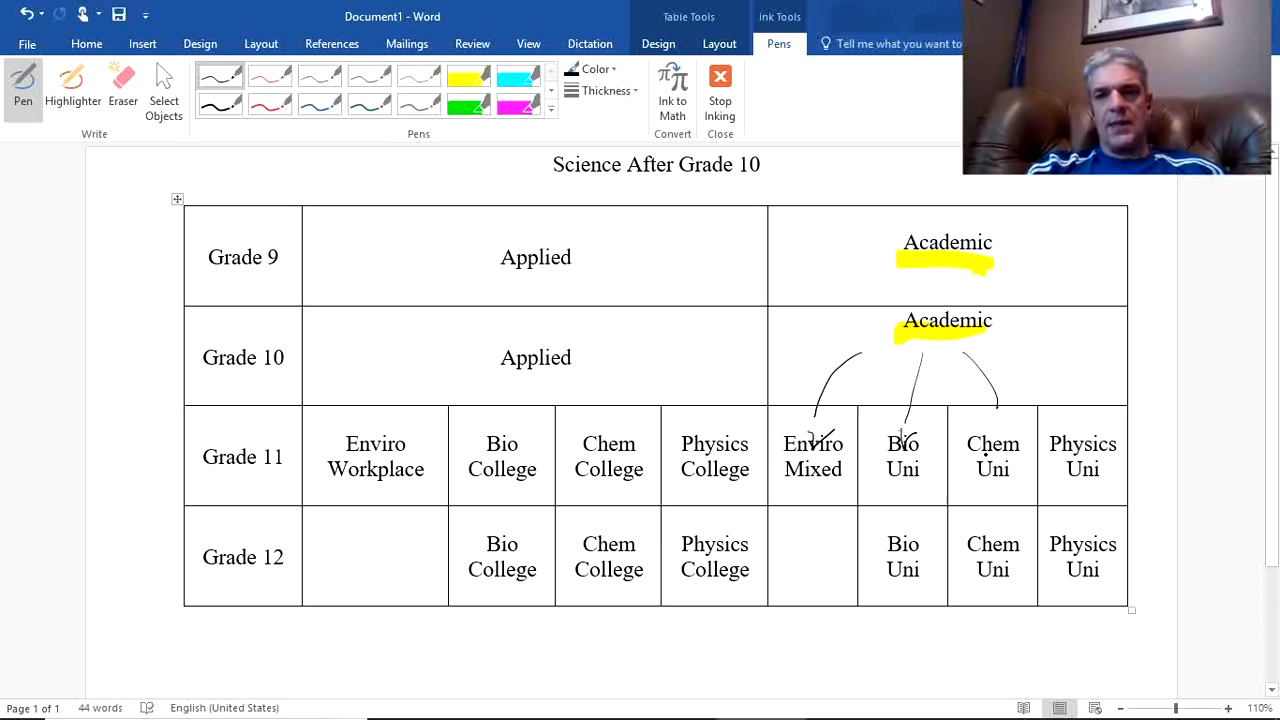 Document1 - Word
Table Tools
Ink Tools
File
Home
Insert
Design
Layout
References
Mailings
Review
View
Dictation
Design
Layout
Pens
Tell me what you want to
Pen
Highlighter
Eraser
Select
Objects
Color
Thickness
Ink to
Math
Stop
Inking
Write
Pens
Convert
Close
Science After Grade 10
Grade 9
Applied
Academic
Grade 10
Applied
Academic
Grade 11
Enviro
Workplace
Bio
College
Chem
College
Physics
College
Enviro
Mixed
Bio
Uni
Chem
Uni
Physics
Uni
Grade 12
Bio
College
Chem
College
Physics
College
Bio
Uni
Chem
Uni
Physics
Uni
Page 1 of 1
44 words
English (United States)
110%